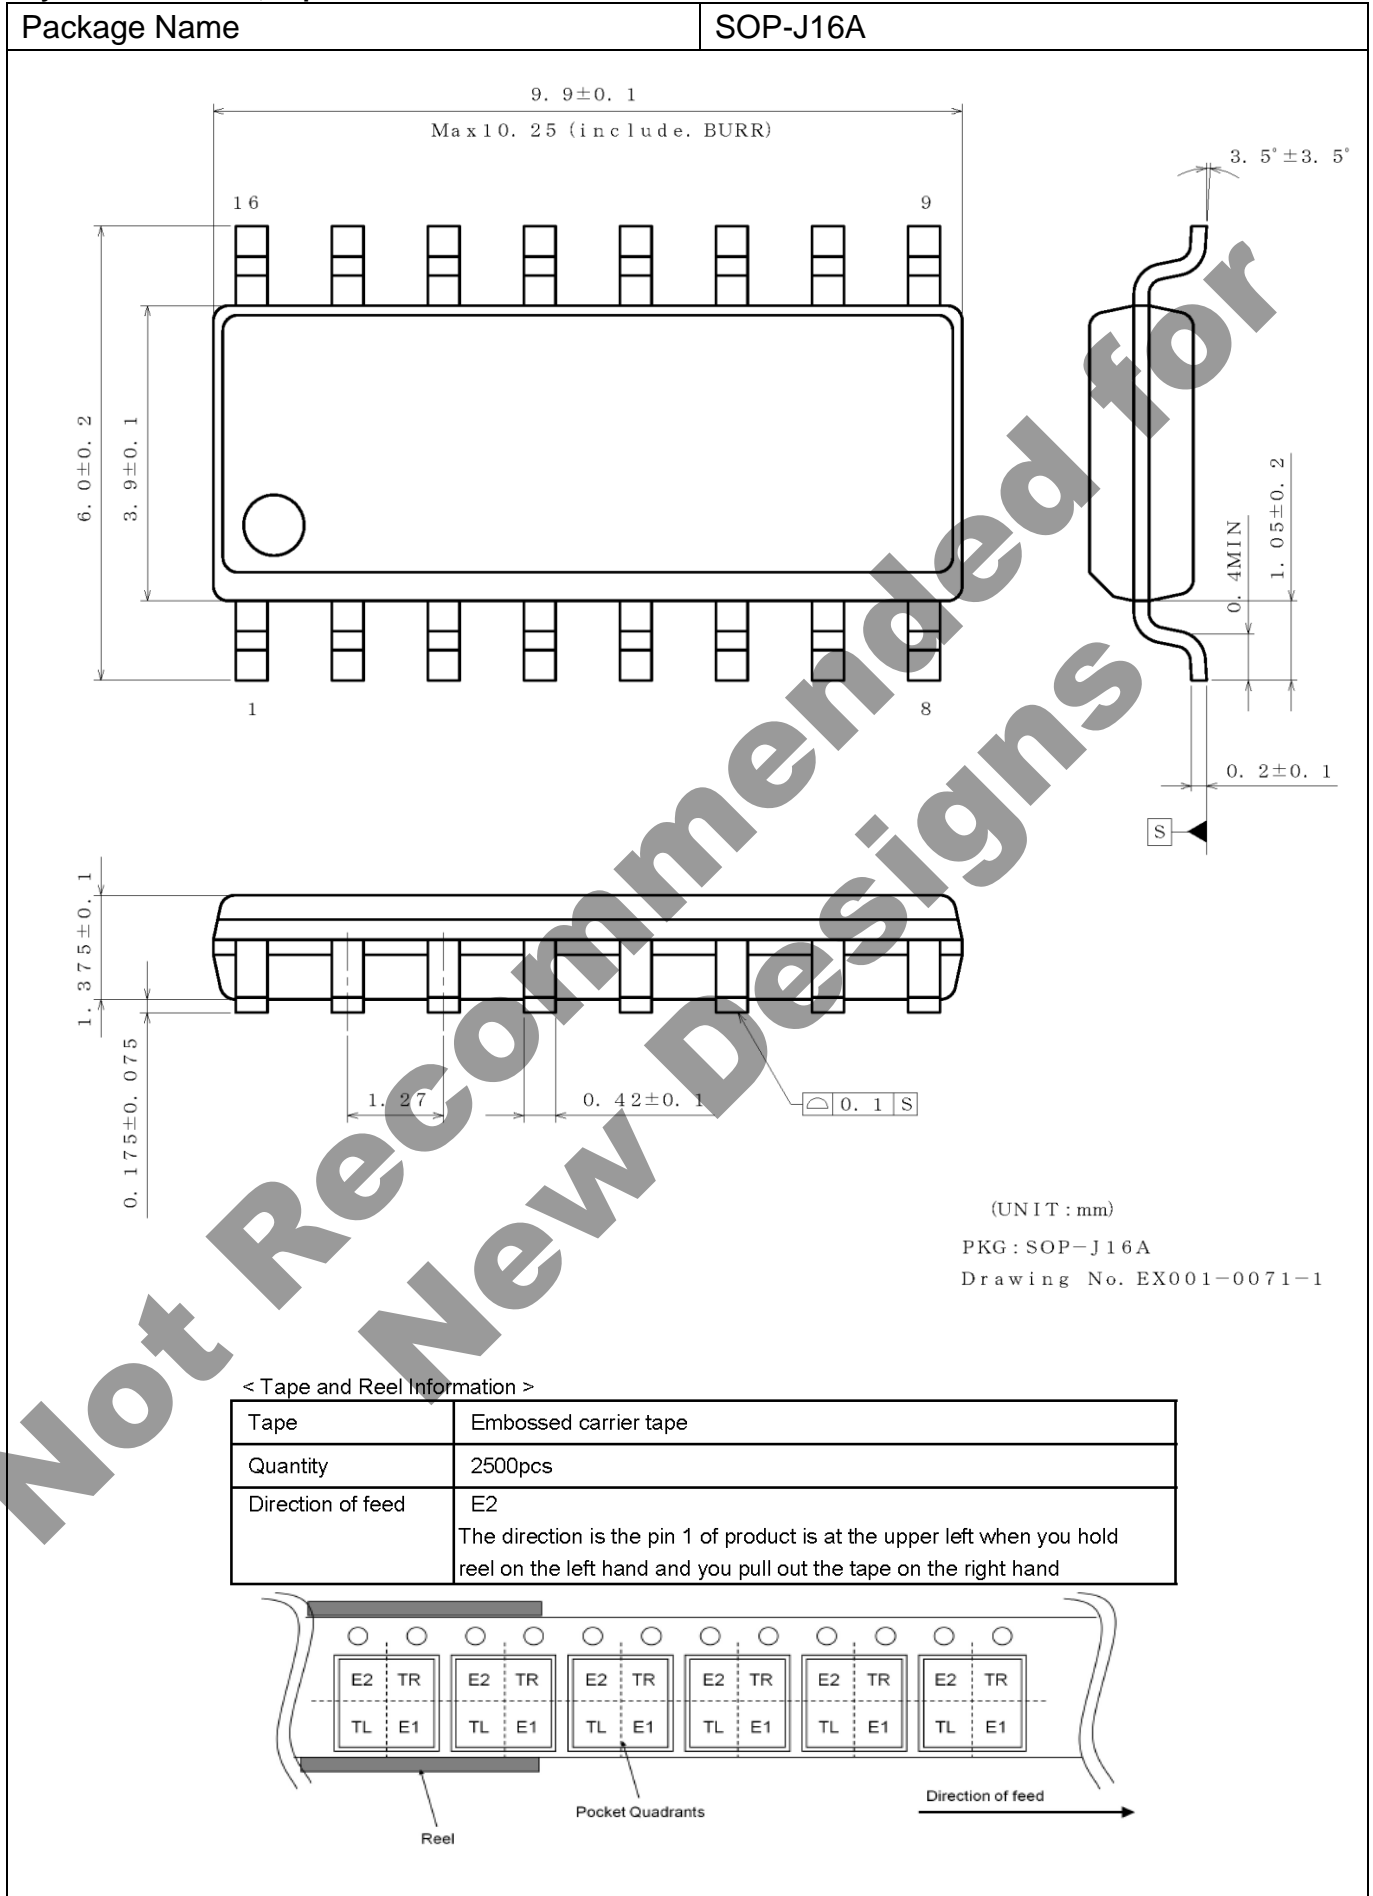 Package Name
SOP-J16A
9. 9±0. 1
Max10. 25 (include. BURR)
3. 5°±3. 5°
16
9
6. 0±0. 2
3. 9±0. 1
0. 4MIN
1. 05±0. 2
1
8
0. 2±0. 1
S
1. 375±0. 1
0. 175±0. 075
1. 27
0. 42±0. 1
0. 1 S
(UNIT : mm)
PKG : SOP-J16A
Drawing No. EX001-0071-1
Not Recommended for
New Designs
< Tape and Reel Information >
Tape
Embossed carrier tape
Quantity
2500pcs
Direction of feed
E2
The direction is the pin 1 of product is at the upper left when you hold
reel on the left hand and you pull out the tape on the right hand
E2 TR E2 TR E2 TR E2 TR E2 TR E2 TR
TL E1 TL E1 TL E1 TL E1 TL E1 TL E1
Direction of feed
Pocket Quadrants
Reel